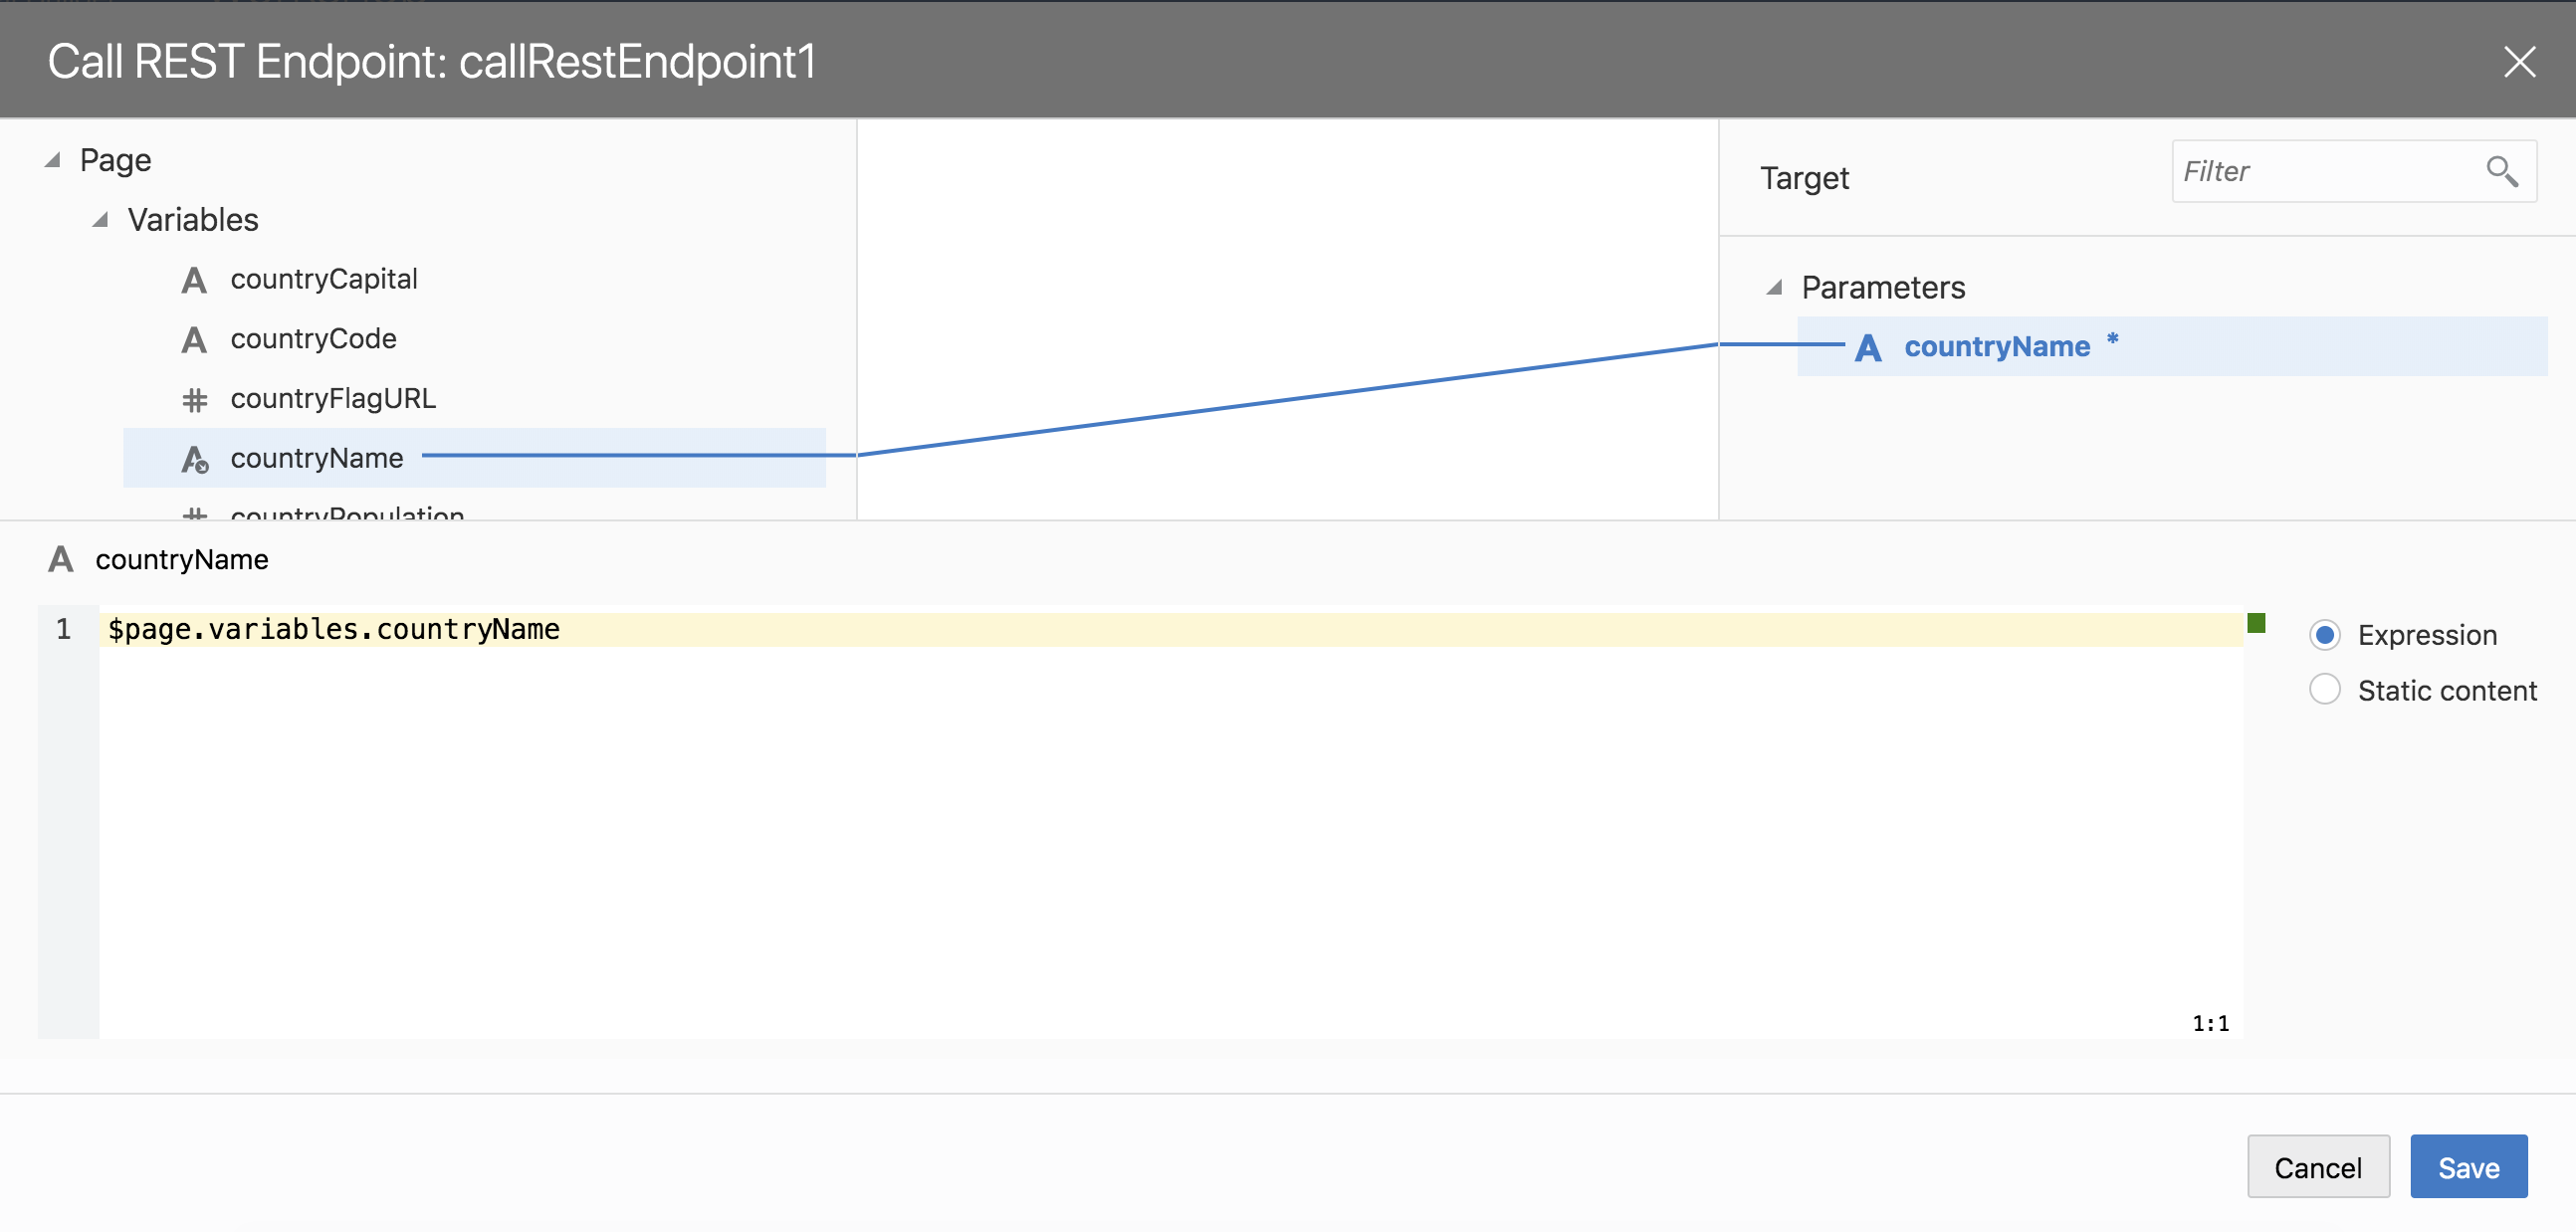 Call REST Endpoint: callRestEndpoint1
Page
Variables
countryCapital
countryCode
countryFlagURL
countryName
countryPopulation
Target
Filter
Parameters
countryName *
countryName
1 $page.variables.countryName
Expression
Static content
1:1
Cancel
Save